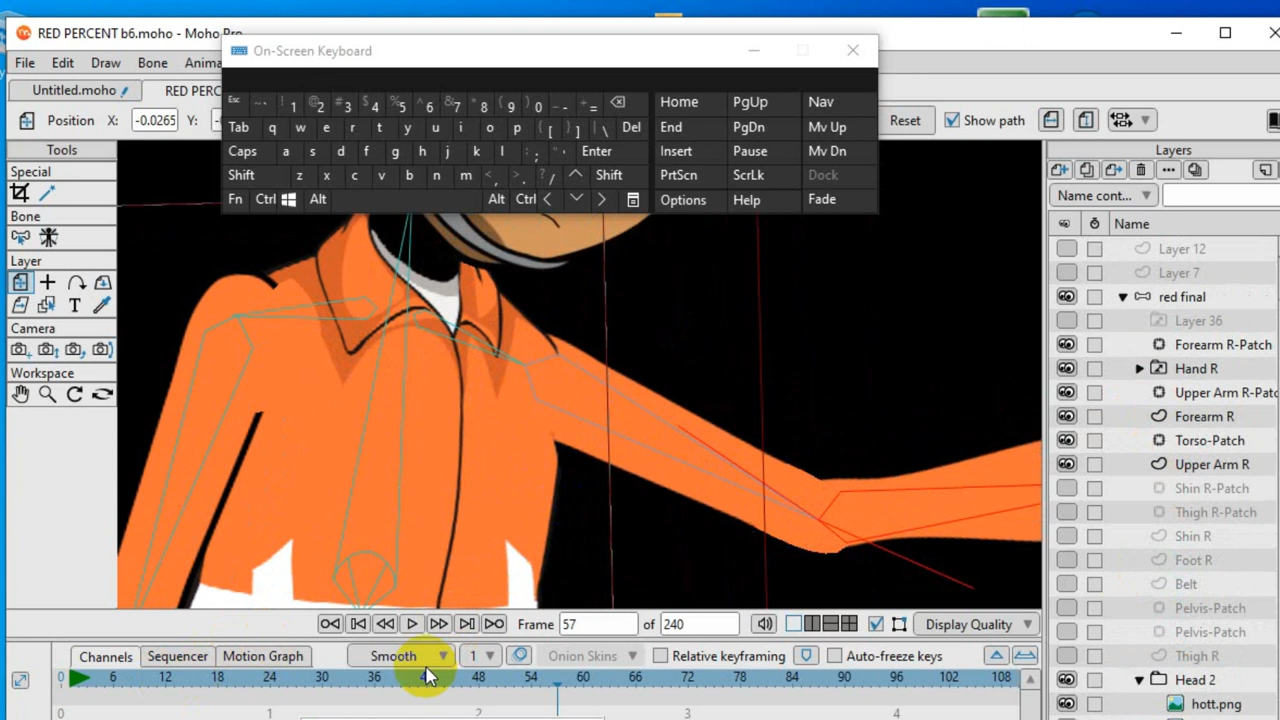 RED PERCENT b6.moho - Moho Pro
On-Screen Keyboard
File Edit Draw Bone Anima
Esc ~ ` ! 1 @ 2 # 3 $ 4 % 5 ^ 6 & 7 * 8 ( 9 ) 0 _ - + = Home PgUp Nav
Untitled.moho RED PERC
Tab q w e r t y u i o p { [ } ] | \ Del End PgDn Mv Up
Position X: -0.0265 Y: Reset Show path
Caps a s d f g h j k l : ; " ' Enter Insert Pause Mv Dn
Shift z x c v b n m < , > . ? / Shift PrtScn ScrLk Dock
Fn Ctrl Alt Alt Ctrl Options Help Fade
Tools
Special
Bone
Layer
Camera
Workspace
Layers
Name cont...
Name
Layer 12
Layer 7
red final
Layer 36
Forearm R-Patch
Hand R
Upper Arm R-Patc
Forearm R
Torso-Patch
Upper Arm R
Shin R-Patch
Thigh R-Patch
Shin R
Foot R
Belt
Pelvis-Patch
Pelvis-Patch
Thigh R
Head 2
hott.png
Frame 57 of 240 Display Quality
Channels Sequencer Motion Graph Smooth 1 Onion Skins Relative keyframing Auto-freeze keys
0 6 12 18 24 30 36 48 54 60 66 72 78 84 90 96 102 108
0 1 2 3 4